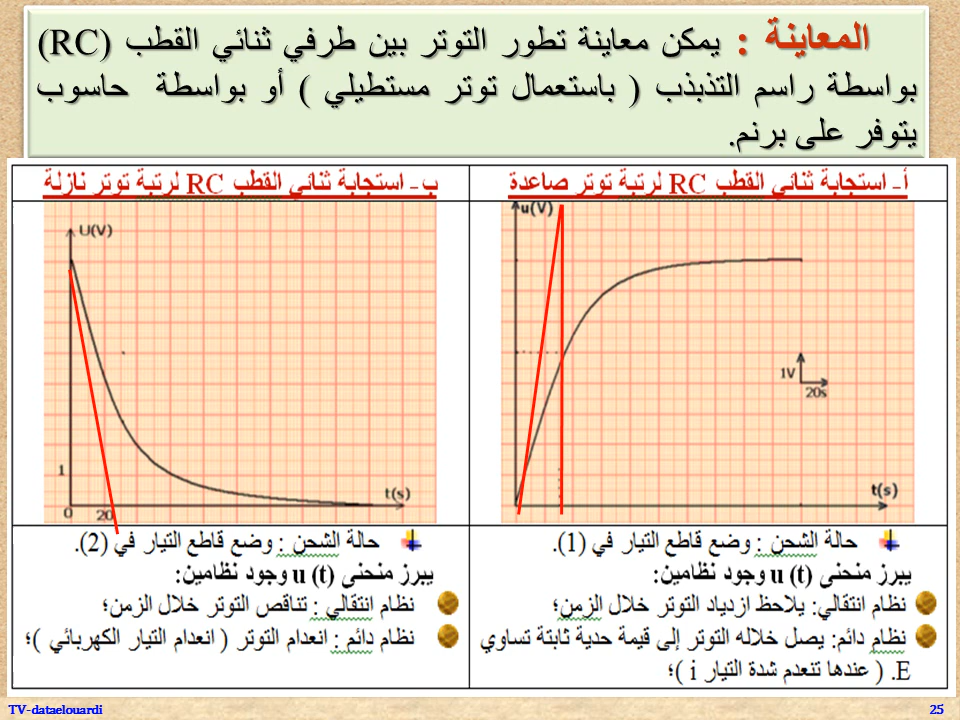 المعاينة : يمكن معاينة تطور التوتر بين طرفي ثنائي القطب (RC)
بواسطة راسم التذبذب ( باستعمال توتر مستطيلي ) أو بواسطة حاسوب
يتوفر على برنم.
أ- استجابة ثنائي القطب RC لرتبة توتر صاعدة
u(V)
1V
20s
t(s)
حالة الشحن : وضع قاطع التيار في (1).
يبرز منحنى u (t) وجود نظامين:
نظام انتقالي: يلاحظ ازدياد التوتر خلال الزمن؛
نظام دائم: يصل خلاله التوتر إلى قيمة حدية ثابتة تساوي
E. ( عندها تنعدم شدة التيار i )؛
ب- استجابة ثنائي القطب RC لرتبة توتر نازلة
U(V)
1
t(s)
0 20
حالة الشحن : وضع قاطع التيار في (2).
يبرز منحنى u (t) وجود نظامين:
نظام انتقالي : تناقص التوتر خلال الزمن؛
نظام دائم : انعدام التوتر ( انعدام التيار الكهربائي )؛
TV-dataelouardi
25